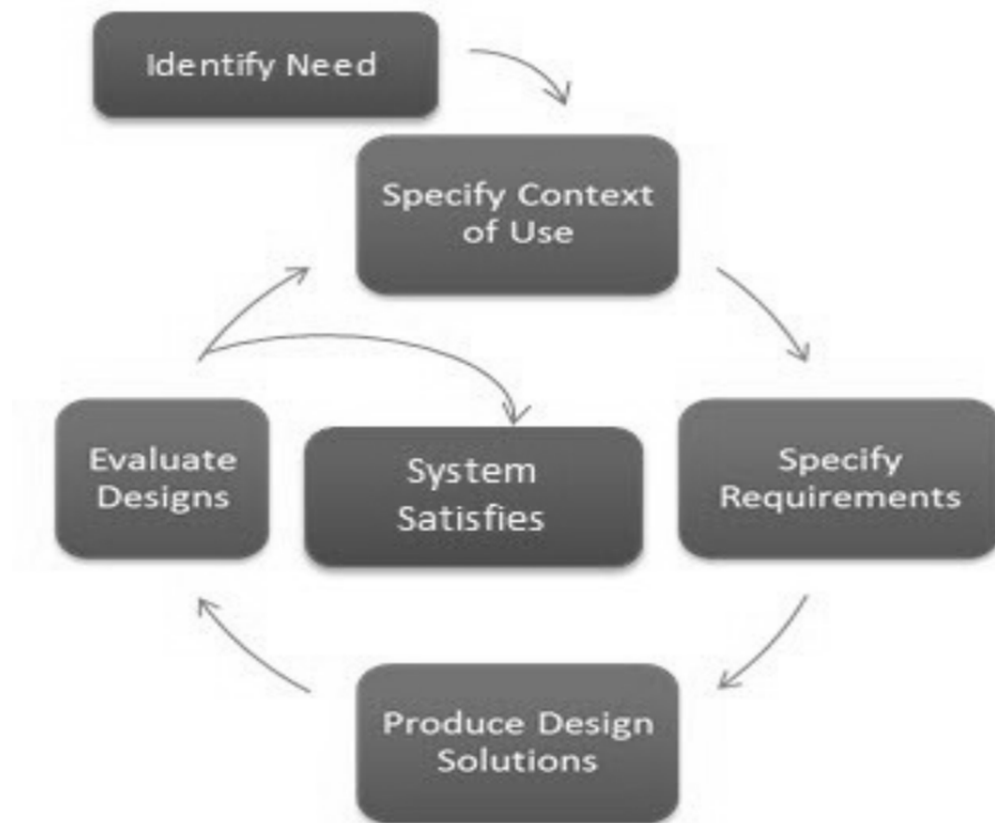 Identify Need
Specify Context
of Use
Evaluate
Designs
System
Satisfies
Specify
Requirements
Produce Design
Solutions